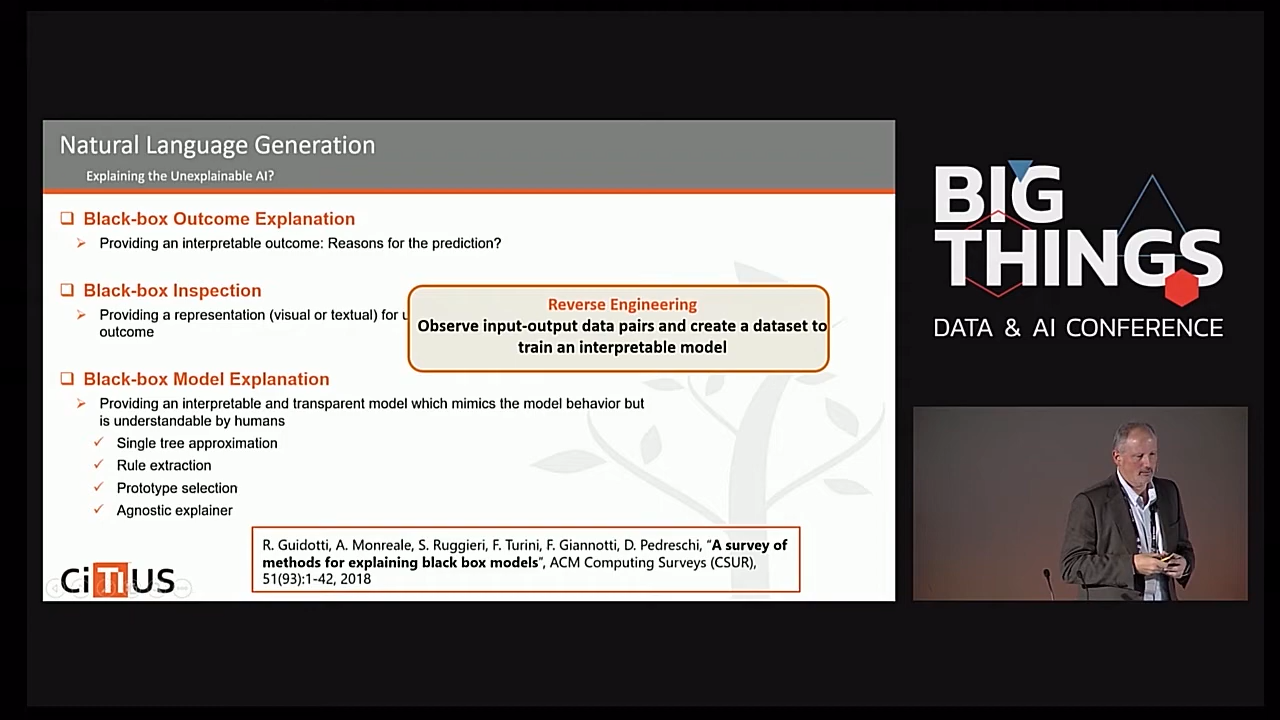 Natural Language Generation
Explaining the Unexplainable AI?
Black-box Outcome Explanation
Providing an interpretable outcome: Reasons for the prediction?
Black-box Inspection
Providing a representation (visual or textual) for
outcome
Reverse Engineering
Observe input-output data pairs and create a dataset to
train an interpretable model
Black-box Model Explanation
Providing an interpretable and transparent model which mimics the model behavior but
is understandable by humans
Single tree approximation
Rule extraction
Prototype selection
Agnostic explainer
R. Guidotti, A. Monreale, S. Ruggieri, F. Turini, F. Giannotti, D. Pedreschi, “A survey of
methods for explaining black box models”, ACM Computing Surveys (CSUR),
51(93):1-42, 2018
CiTIUS
BIG
THINGS
DATA & AI CONFERENCE